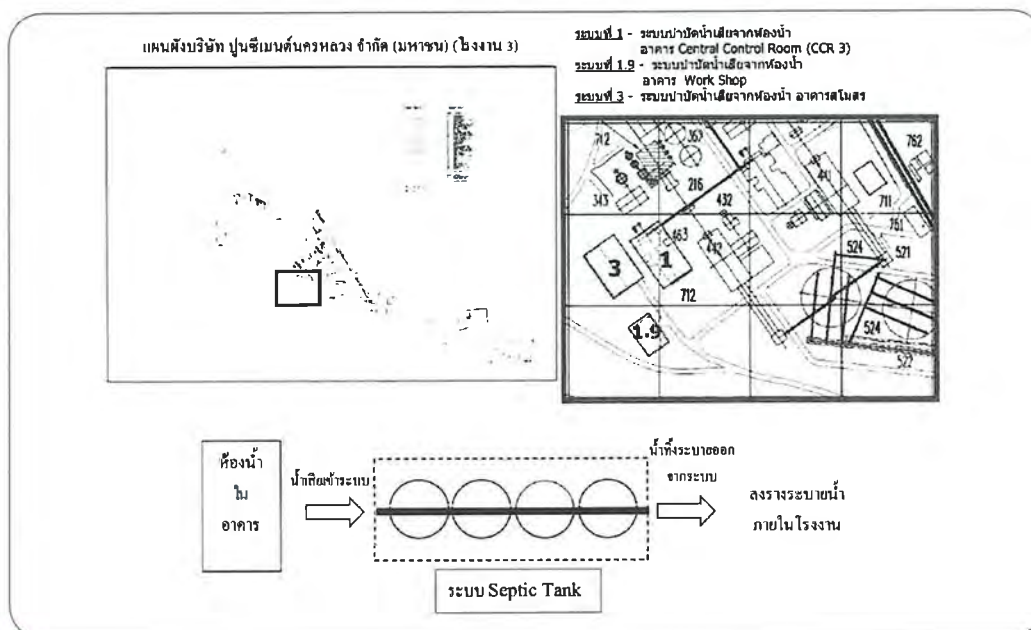 แผนผังบริษัท ปูนซีเมนต์นครหลวง จำกัด (มหาชน) (โรงงาน 3)
ระบบที่ 1 - ระบบบำบัดน้ำเสียจากห้องน้ำ
อาคาร Central Control Room (CCR 3)
ระบบที่ 1.9 - ระบบบำบัดน้ำเสียจากห้องน้ำ
อาคาร Work Shop
ระบบที่ 3 - ระบบบำบัดน้ำเสียจากห้องน้ำ อาคารสโมสร
712
367
762
343
216
432
441
711
761
463
442
524
521
3
1
712
1.9
524
522
ห้องน้ำ
ใน
อาคาร
น้ำเสียเข้าระบบ
น้ำทิ้งระบายออก
จากระบบ
ลงรางระบายน้ำ
ภายในโรงงาน
ระบบ Septic Tank